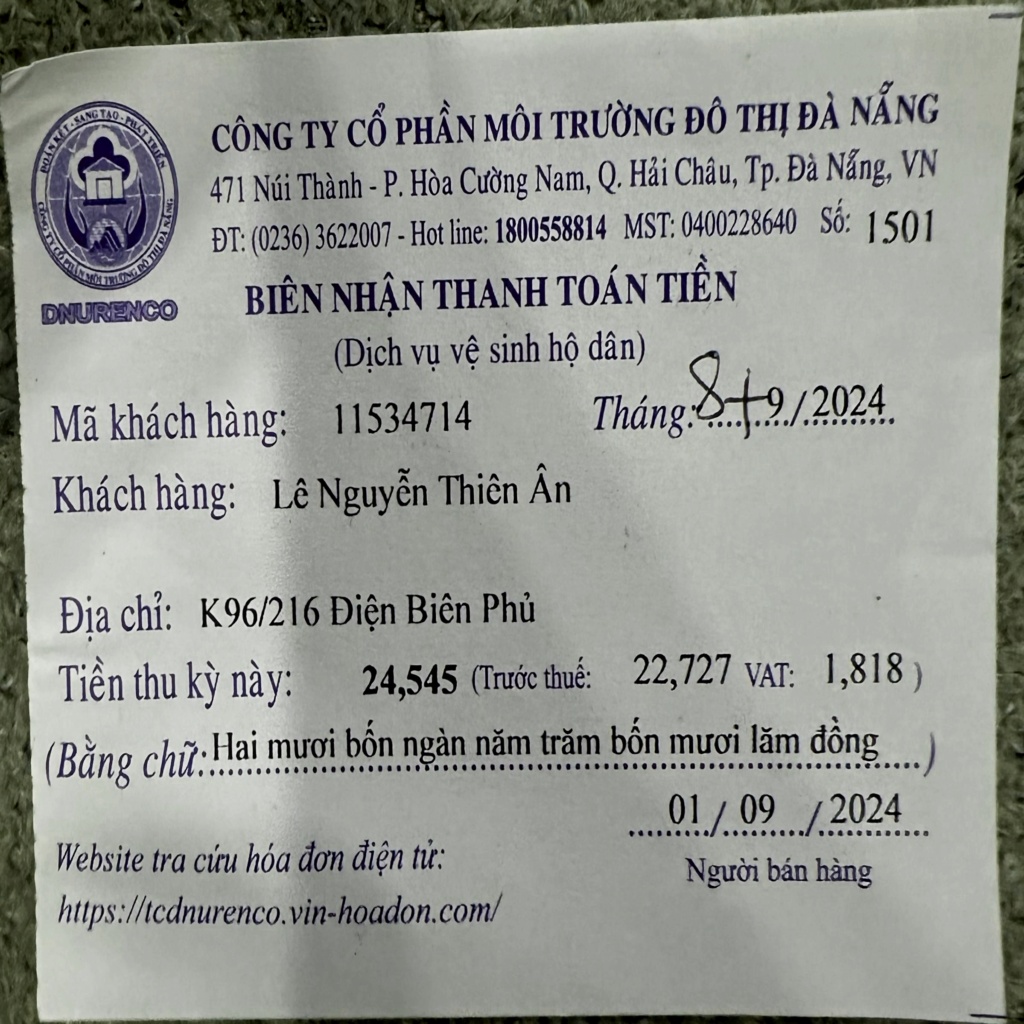 ĐOÀN KẾT - SANG TẠO - PHÁT TRIỂN
CÔNG TY CỔ PHẦN MÔI TRƯỜNG ĐÔ THỊ ĐÀ NẴNG
DNURENCO
CÔNG TY CỔ PHẦN MÔI TRƯỜNG ĐÔ THỊ ĐÀ NẴNG
471 Núi Thành - P. Hòa Cường Nam, Q. Hải Châu, Tp. Đà Nẵng, VN
ĐT: (0236) 3622007 - Hot line: 1800558814 MST: 0400228640 Số: 1501
BIÊN NHẬN THANH TOÁN TIỀN
(Dịch vụ vệ sinh hộ dân)
Mã khách hàng: 11534714 Tháng: 8+9/2024
Khách hàng: Lê Nguyễn Thiên Ân
Địa chỉ: K96/216 Điện Biên Phủ
Tiền thu kỳ này: 24,545 (Trước thuế: 22,727 VAT: 1,818 )
(Bằng chữ: Hai mươi bốn ngàn năm trăm bốn mươi lăm đồng )
01 / 09 / 2024
Người bán hàng
Website tra cứu hóa đơn điện tử:
https://tcdnurenco.vin-hoadon.com/